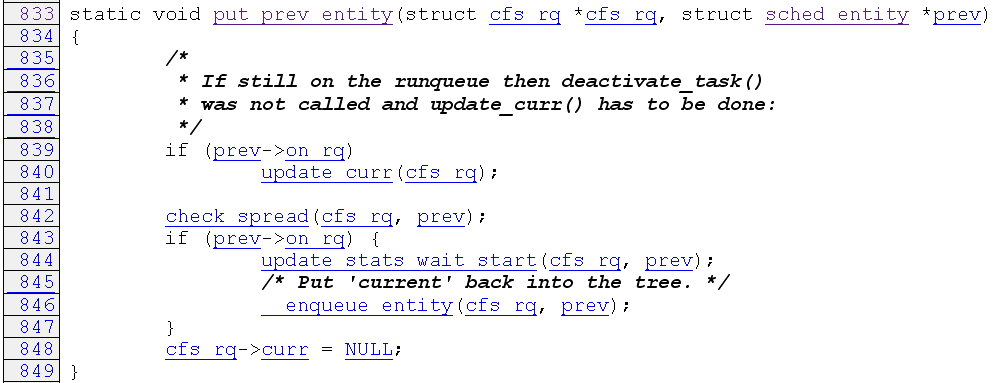 833 static void put_prev_entity(struct cfs_rq *cfs_rq, struct sched_entity *prev)
834 {
835         /*
836          * If still on the runqueue then deactivate_task()
837          * was not called and update_curr() has to be done:
838          */
839         if (prev->on_rq)
840                 update_curr(cfs_rq);
841
842         check_spread(cfs_rq, prev);
843         if (prev->on_rq) {
844                 update_stats_wait_start(cfs_rq, prev);
845                 /* Put 'current' back into the tree. */
846                 __enqueue_entity(cfs_rq, prev);
847         }
848         cfs_rq->curr = NULL;
849 }